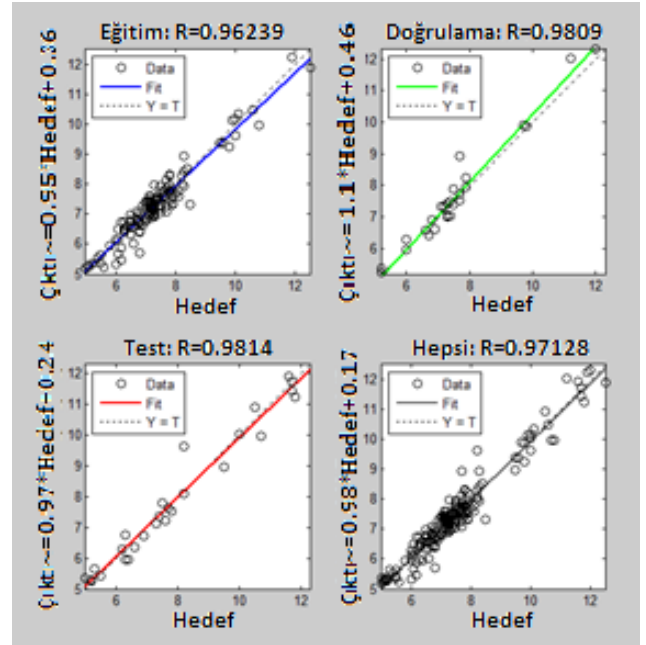 Eğitim: R=0.96239
Çıktı ~= 0.95*Hedef+0.36
Data
Fit
Y = T
12
11
10
9
8
7
6
5
6
8
10
12
Hedef
Doğrulama: R=0.9809
Çıktı ~= 1.1*Hedef+0.46
Data
Fit
Y = T
12
11
10
9
8
7
6
6
8
10
12
Hedef
Test: R=0.9814
Çıktı ~= 0.97*Hedef+0.24
Data
Fit
Y = T
12
11
10
9
8
7
6
5
6
8
10
12
Hedef
Hepsi: R=0.97128
Çıktı ~= 0.98*Hedef+0.17
Data
Fit
Y = T
12
11
10
9
8
7
6
5
6
8
10
12
Hedef